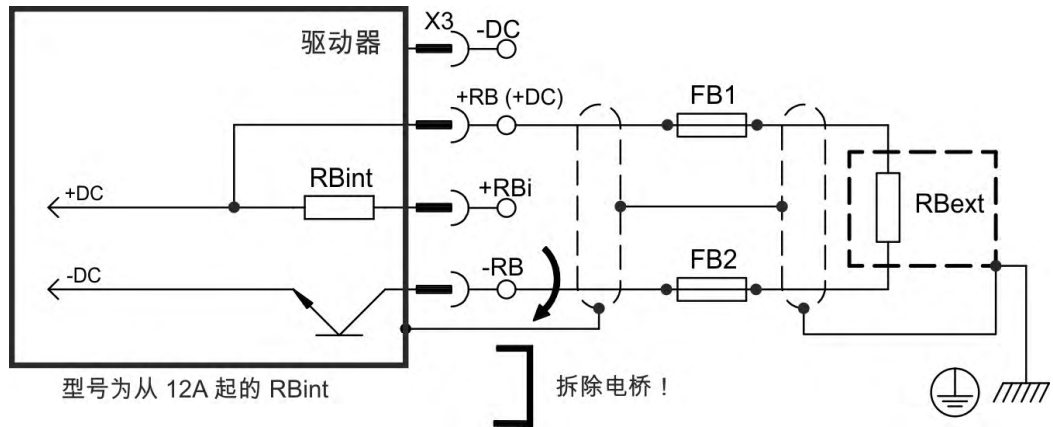 驱动器
X3
-DC
+RB (+DC)
FB1
RBint
+RBi
+DC
RBext
-DC
-RB
FB2
型号为从 12A 起的 RBint
拆除电桥！